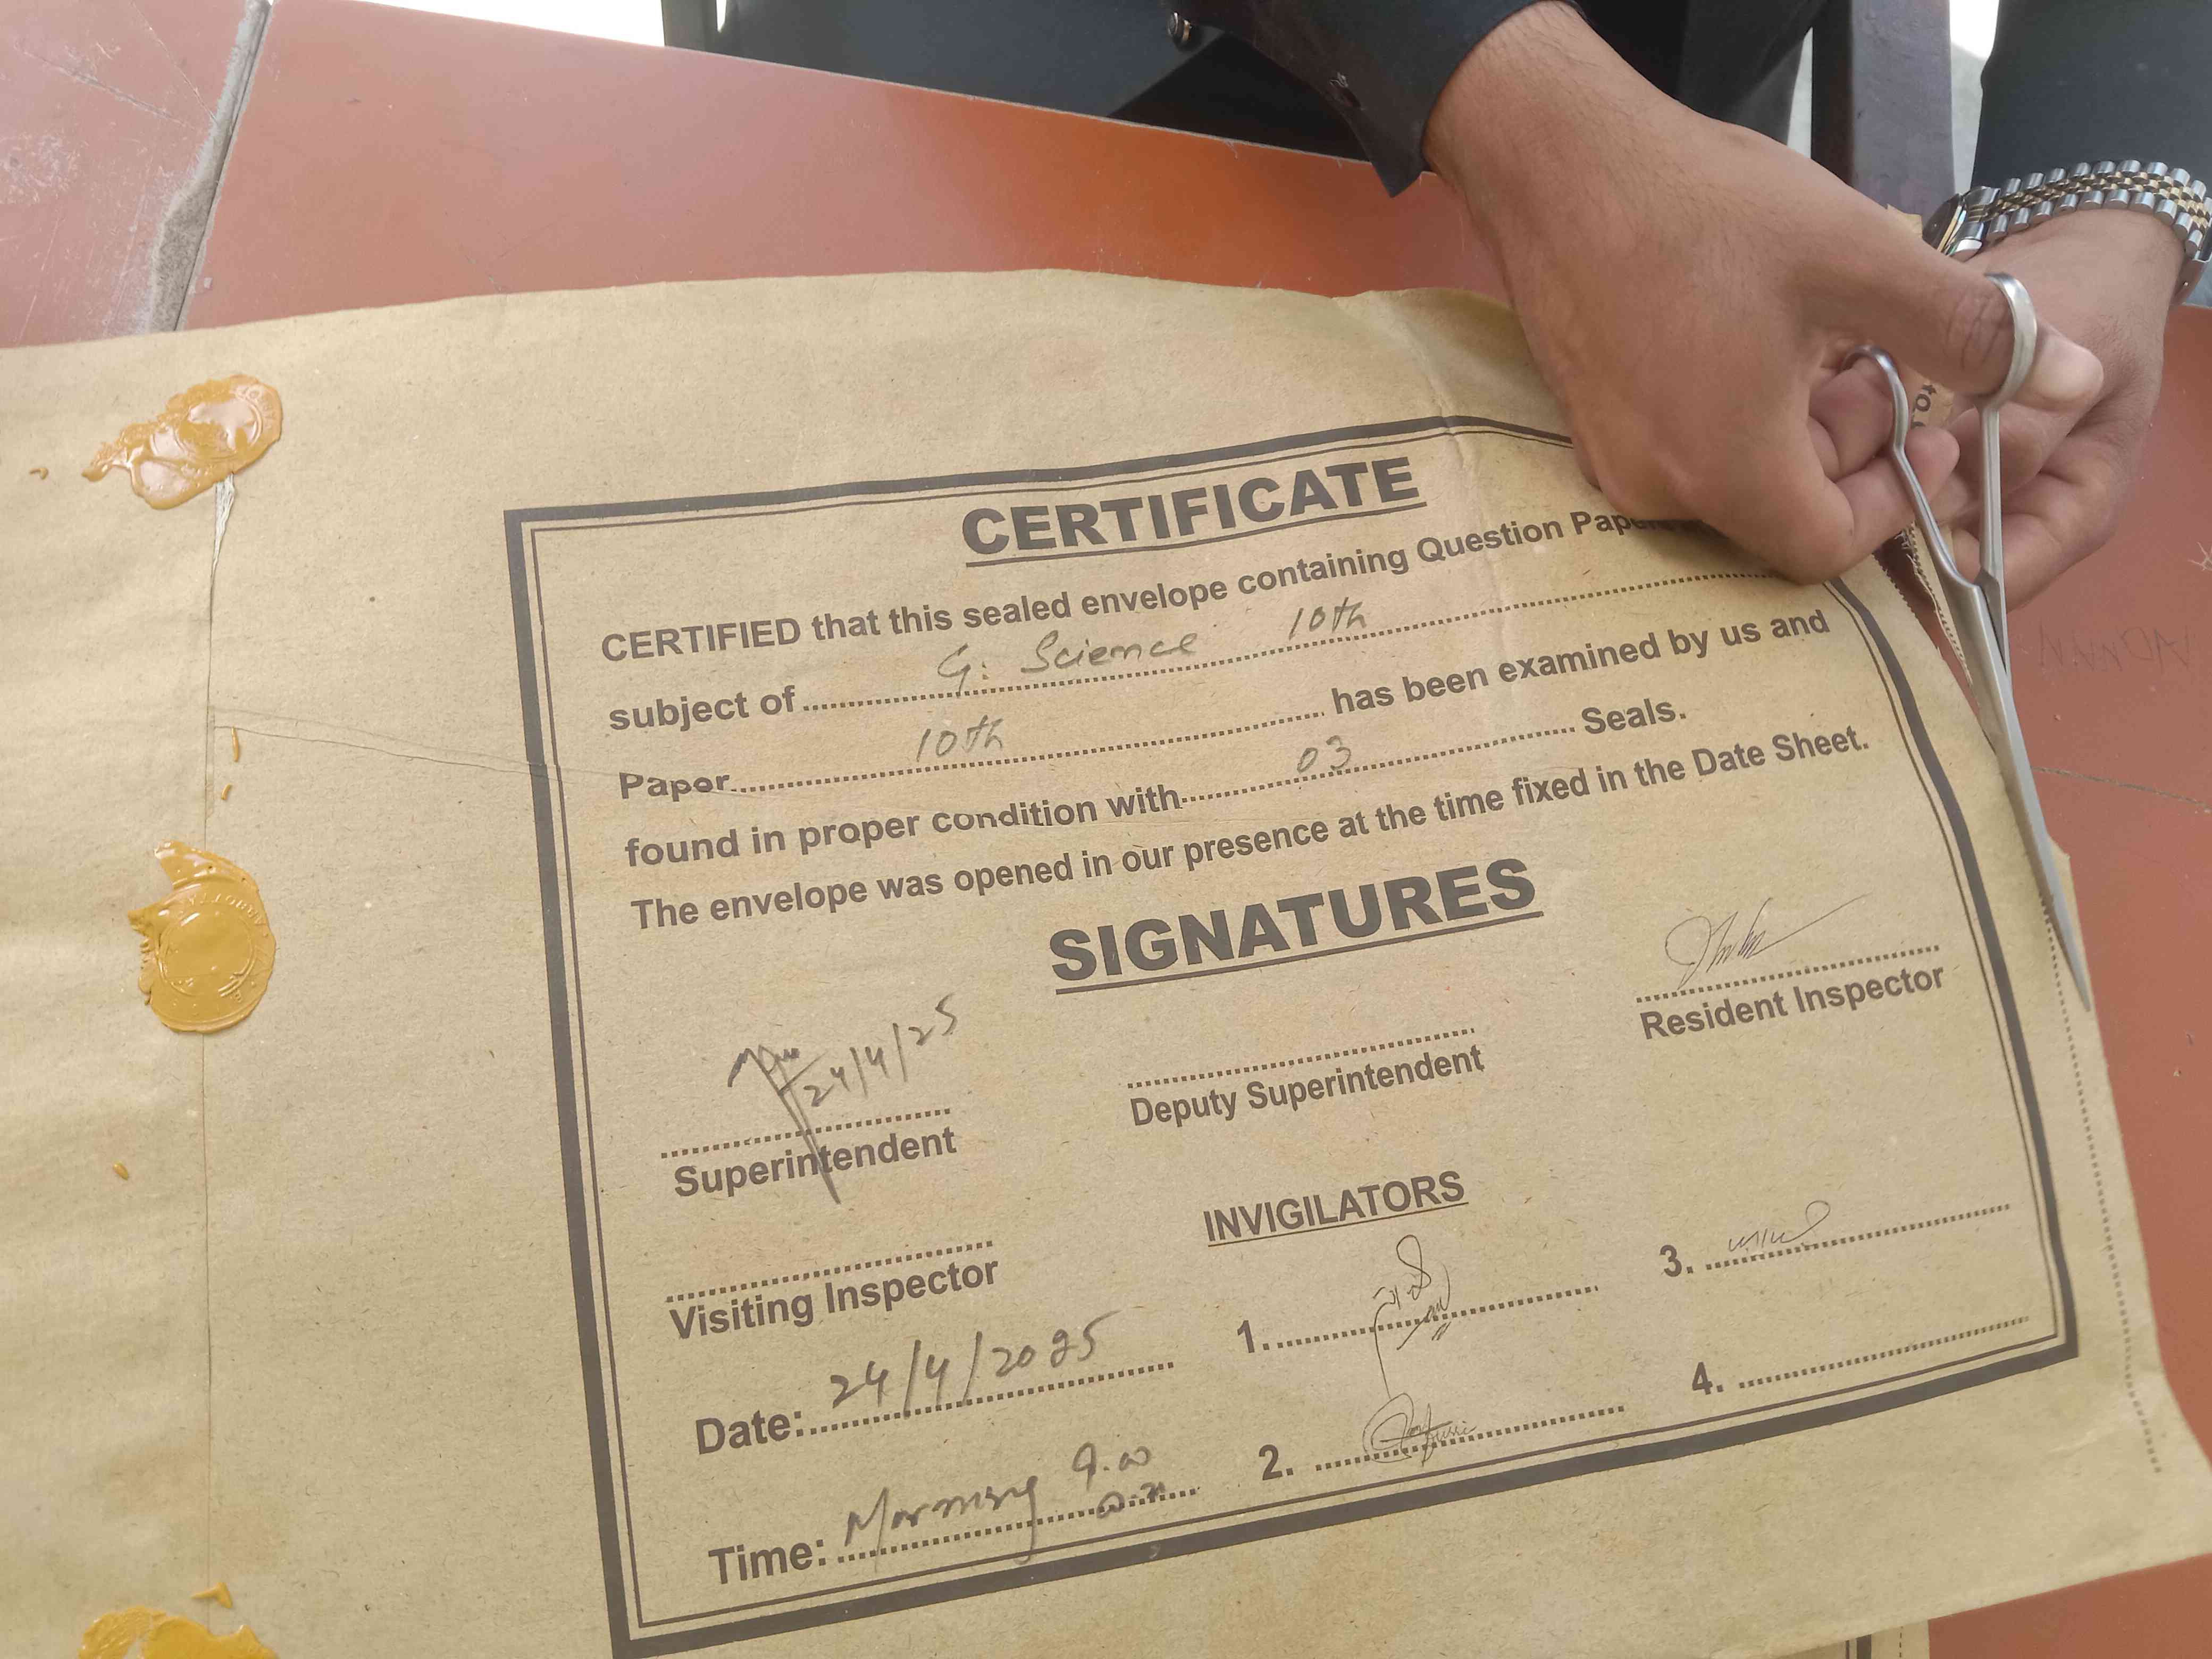 CERTIFICATE
CERTIFIED that this sealed envelope containing Question Pap
subject of G. Science 10th
Paper 10th has been examined by us and
found in proper condition with 03 Seals.
The envelope was opened in our presence at the time fixed in the Date Sheet.
SIGNATURES
24/4/25
Superintendent
Deputy Superintendent
Resident Inspector
Visiting Inspector
INVIGILATORS
1.
2.
3.
4.
Date: 24/4/2025
Time: Morning 9.00
a.m
to